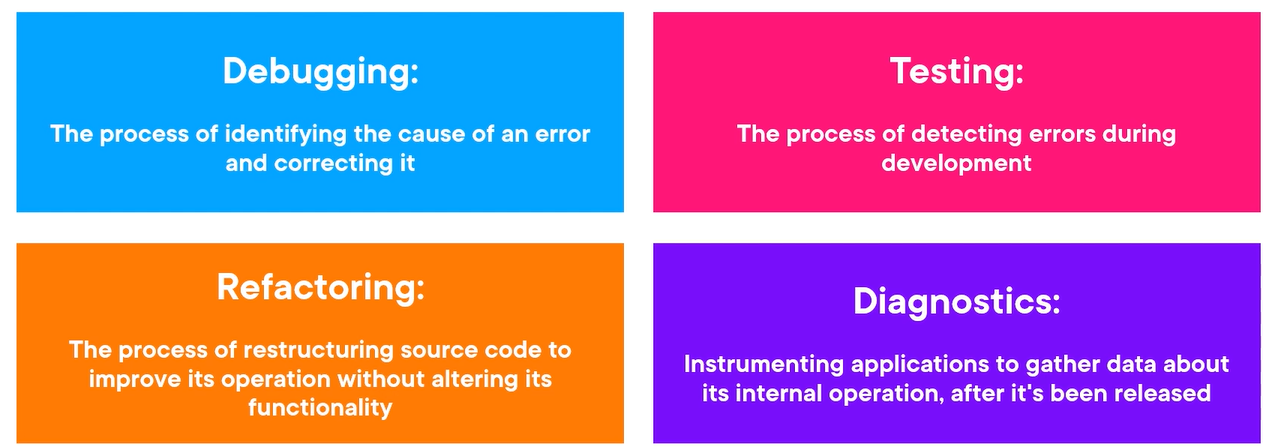 Debugging:
The process of identifying the cause of an error
and correcting it
Testing:
The process of detecting errors during
development
Refactoring:
The process of restructuring source code to
improve its operation without altering its
functionality
Diagnostics:
Instrumenting applications to gather data about
its internal operation, after it's been released